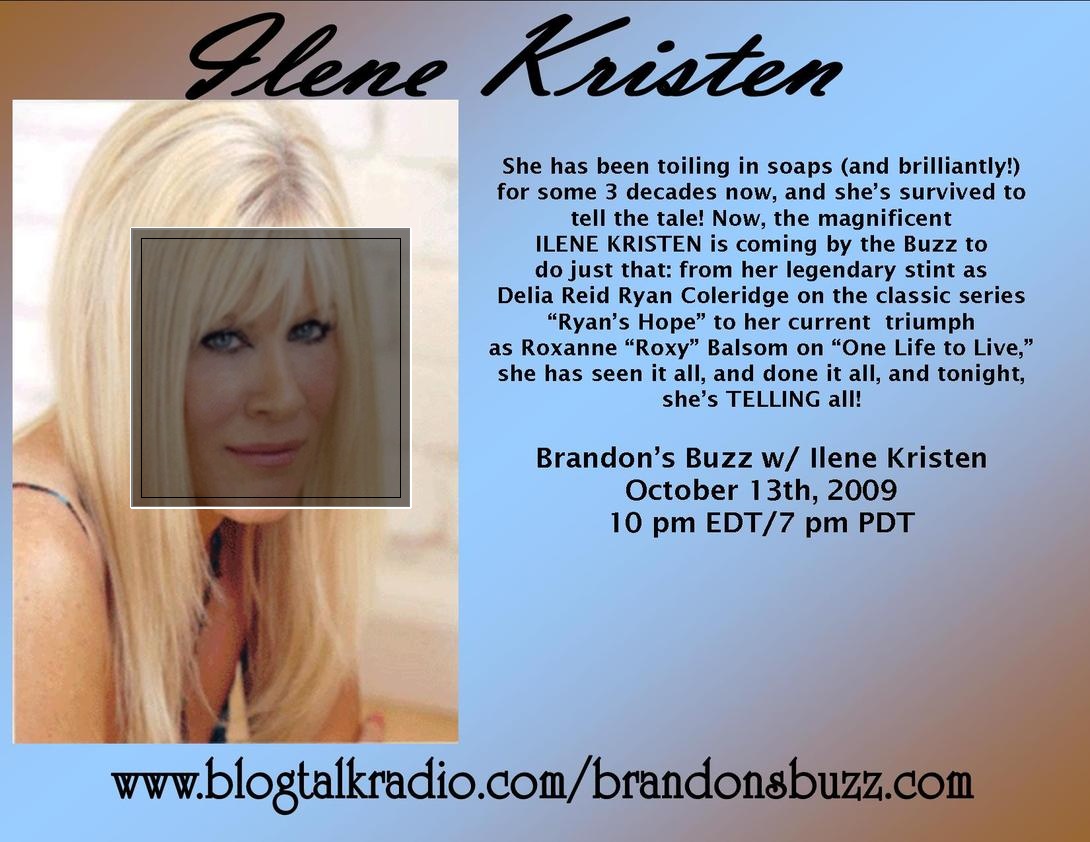 Ilene Kristen
She has been toiling in soaps (and brilliantly!)
for some 3 decades now, and she's survived to
tell the tale! Now, the magnificent
ILENE KRISTEN is coming by the Buzz to
do just that: from her legendary stint as
Delia Reid Ryan Coleridge on the classic series
“Ryan’s Hope” to her current  triumph
as Roxanne “Roxy” Balsom on “One Life to Live,”
she has seen it all, and done it all, and tonight,
she’s TELLING all!
Brandon’s Buzz w/ Ilene Kristen
October 13th, 2009
10 pm EDT/7 pm PDT
www.blogtalkradio.com/brandonsbuzz.com